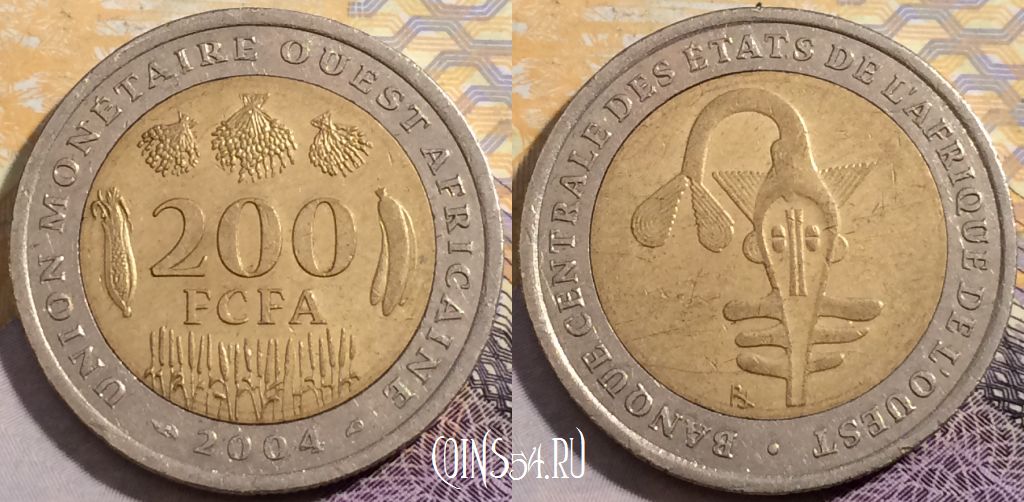 UNION MONÉTAIRE OUEST AFRICAINE
200
FCFA
2004
BANQUE CENTRALE DES ÉTATS DE L'AFRIQUE DE L'OUEST
COINS54.RU